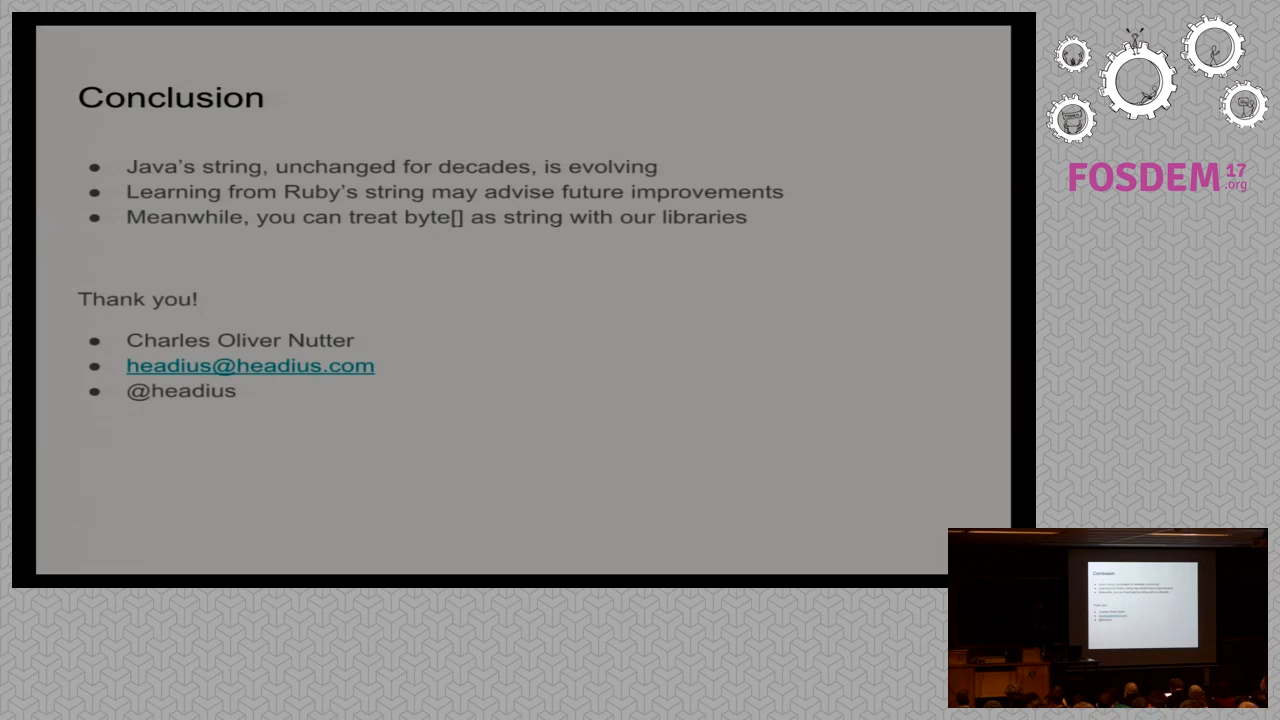 Conclusion
● Java's string, unchanged for decades, is evolving
● Learning from Ruby's string may advise future improvements
● Meanwhile, you can treat byte[] as string with our libraries
Thank you!
● Charles Oliver Nutter
● headius@headius.com
● @headius
FOSDEM 17
.org
Conclusion